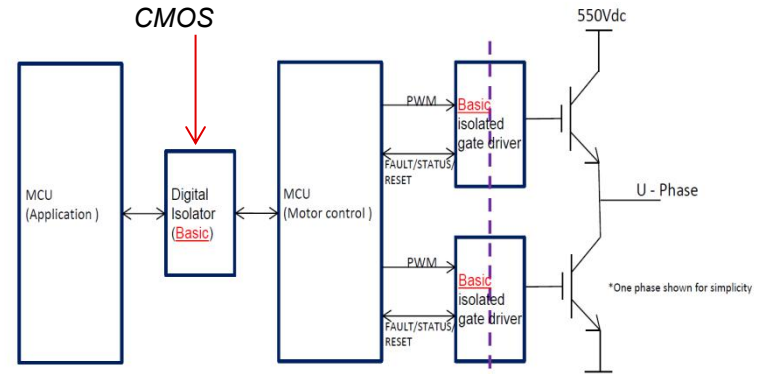 CMOS
550Vdc
MCU
(Application )
Digital
Isolator
(Basic)
MCU
(Motor control )
PWM
FAULT/STATUS/
RESET
Basic
isolated
gate driver
U - Phase
PWM
FAULT/STATUS/
RESET
Basic
isolated
gate driver
*One phase shown for simplicity